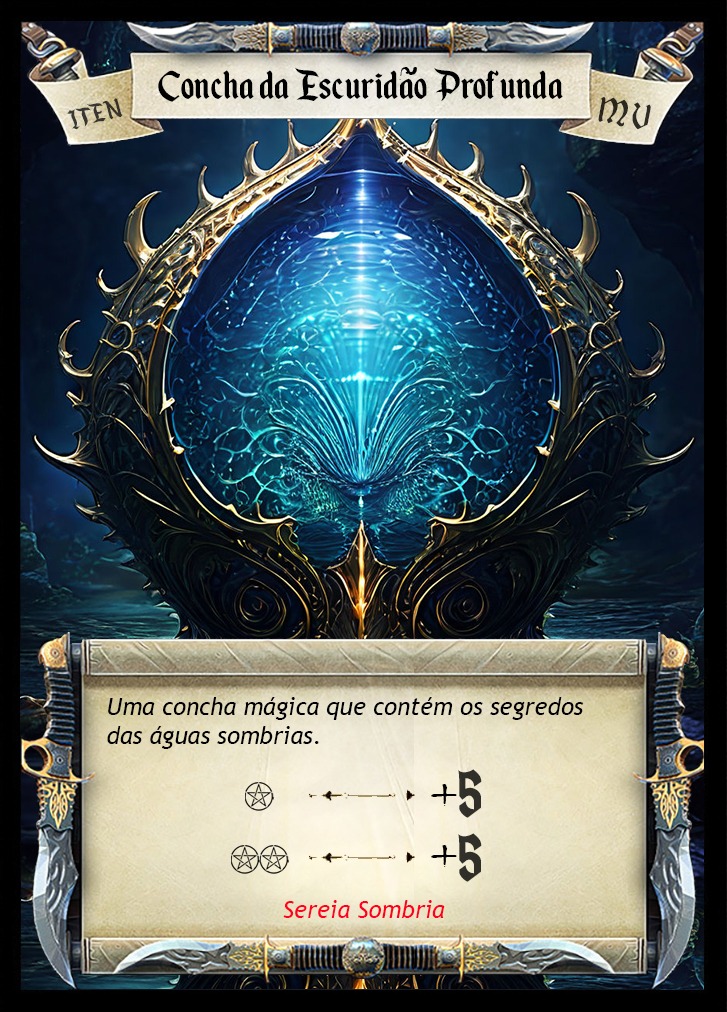 Concha da Escuridão Profunda
ITEN
MU
Uma concha mágica que contém os segredos
das águas sombrias.
+5
+5
Sereia Sombria